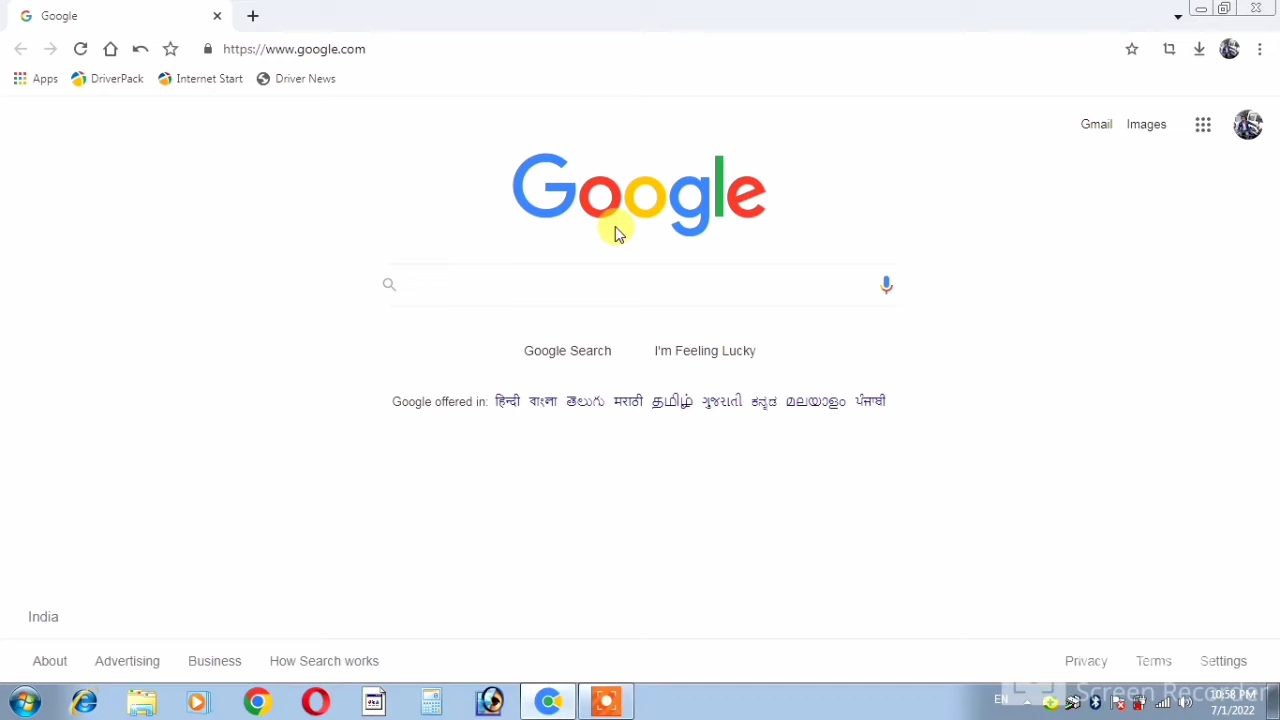 Google
https://www.google.com
Apps DriverPack Internet Start Driver News
Gmail Images
Google
Google Search I'm Feeling Lucky
Google offered in: हिन्दी বাংলা తెలుగు मराठी தமிழ் ગુજરાતી ಕನ್ನಡ മലയാളം ਪੰਜਾਬੀ
India
About Advertising Business How Search works Privacy Terms Settings
EN Screen Recorder 10:58 PM
7/1/2022